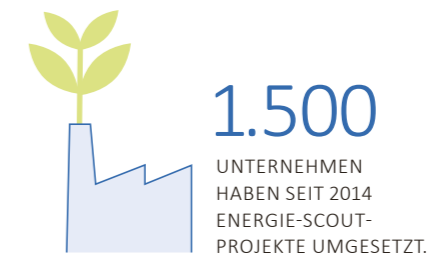 1.500
UNTERNEHMEN
HABEN SEIT 2014
ENERGIE-SCOUT-
PROJEKTE UMGESETZT.